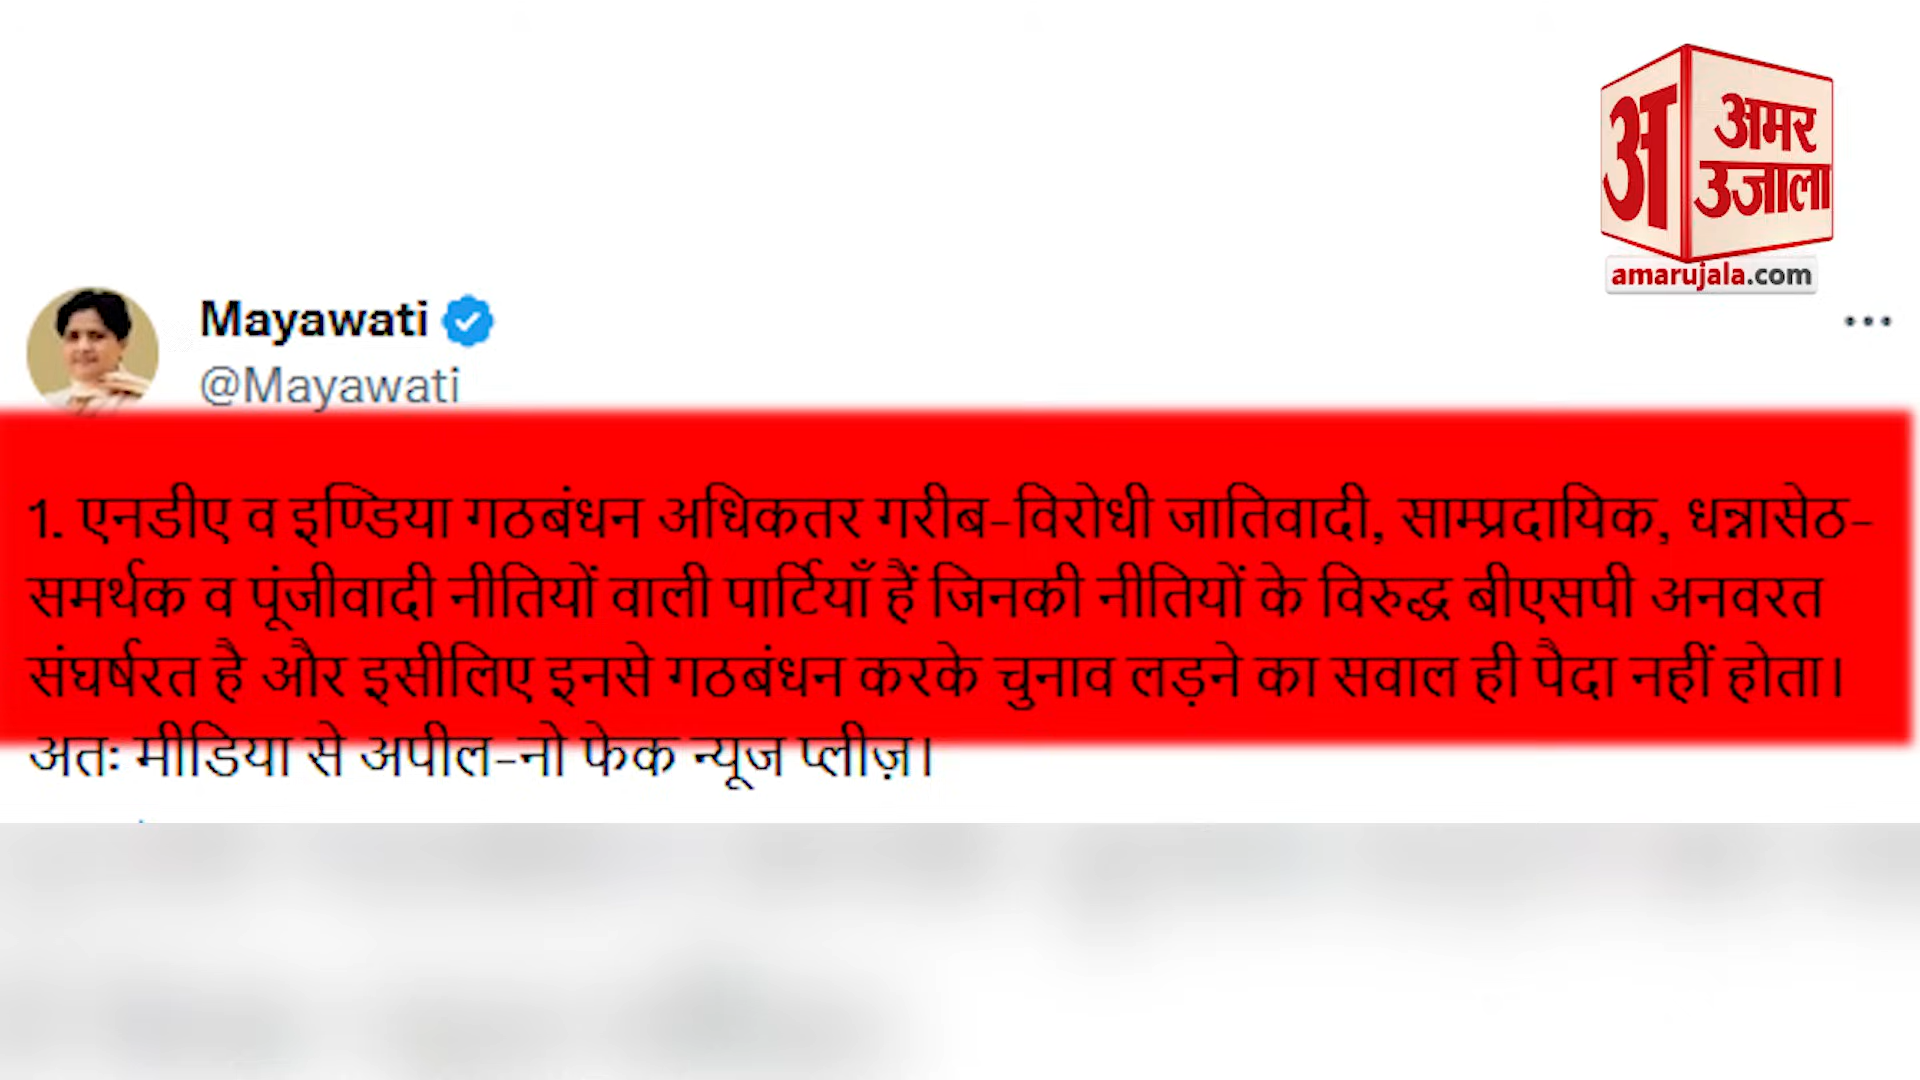 अ
अमर
उजाला
amarujala.com
Mayawati
@Mayawati
1. एनडीए व इण्डिया गठबंधन अधिकतर गरीब-विरोधी जातिवादी, साम्प्रदायिक, धन्नासेठ-
समर्थक व पूंजीवादी नीतियों वाली पार्टियाँ हैं जिनकी नीतियों के विरुद्ध बीएसपी अनवरत
संघर्षरत है और इसीलिए इनसे गठबंधन करके चुनाव लड़ने का सवाल ही पैदा नहीं होता।
अतः मीडिया से अपील-नो फेक न्यूज प्लीज़।